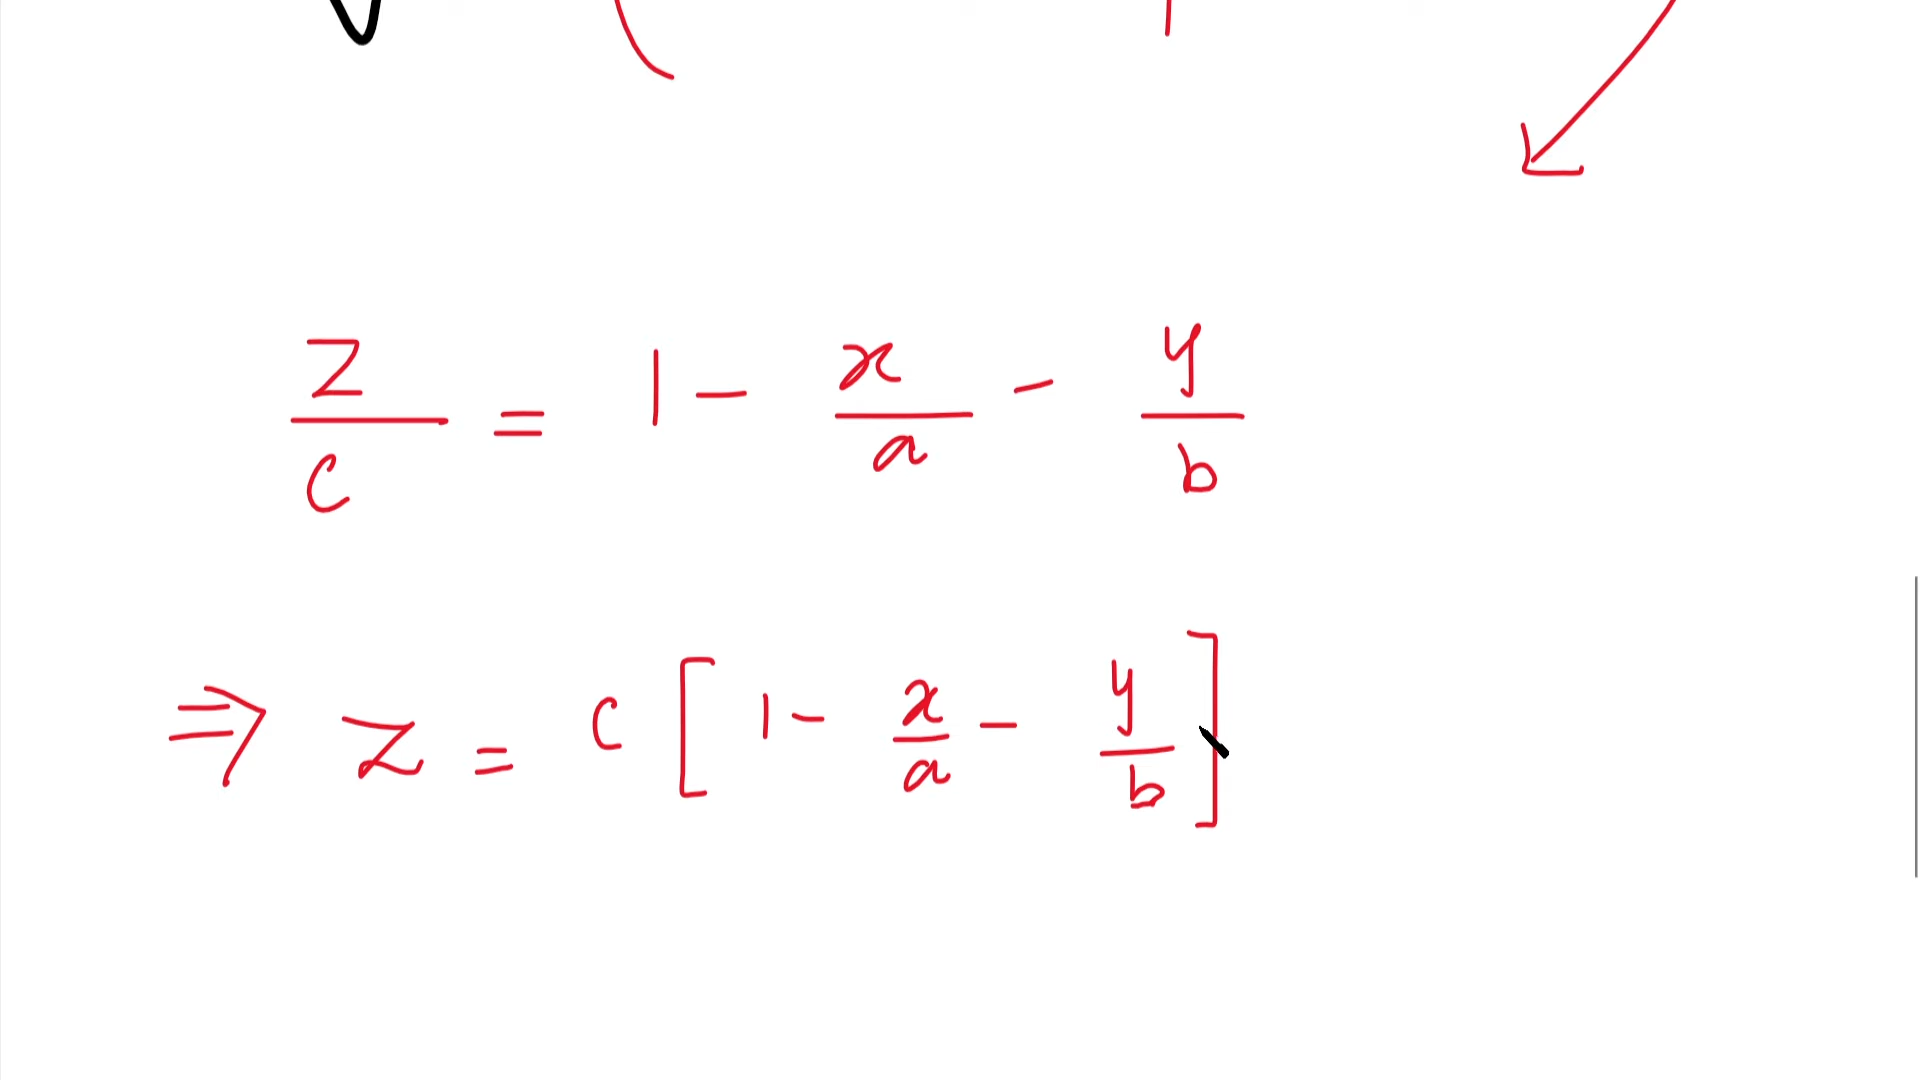 z/c = 1 - x/a - y/b
⇒ z = c [ 1 - x/a - y/b ]